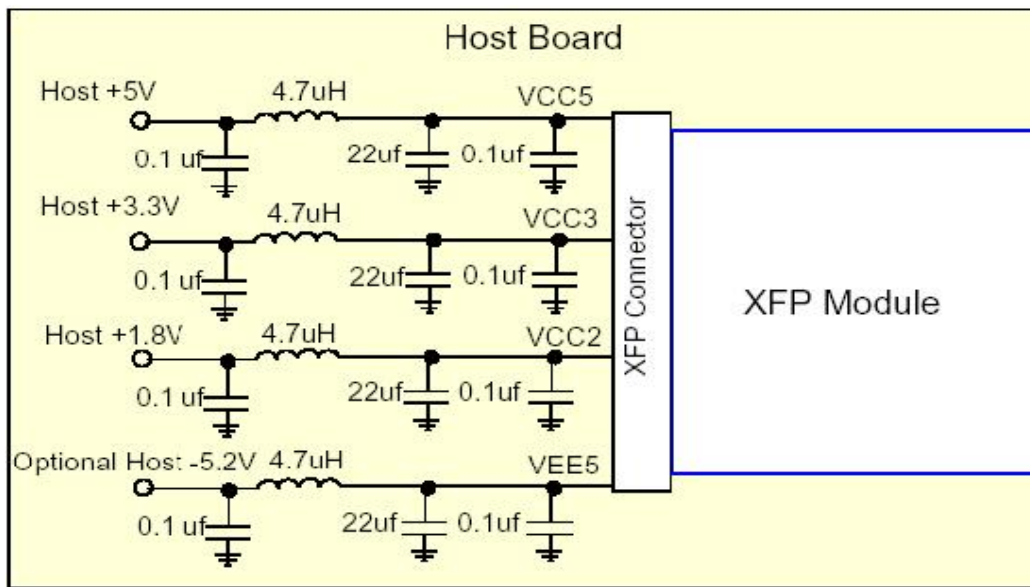 Host Board
Host +5V
4.7uH
VCC5
0.1 uf
22uf
0.1uf
Host +3.3V
4.7uH
VCC3
0.1 uf
22uf
0.1uf
Host +1.8V
4.7uH
VCC2
0.1 uf
22uf
0.1uf
Optional Host -5.2V
4.7uH
VEE5
0.1 uf
22uf
0.1uf
XFP Connector
XFP Module